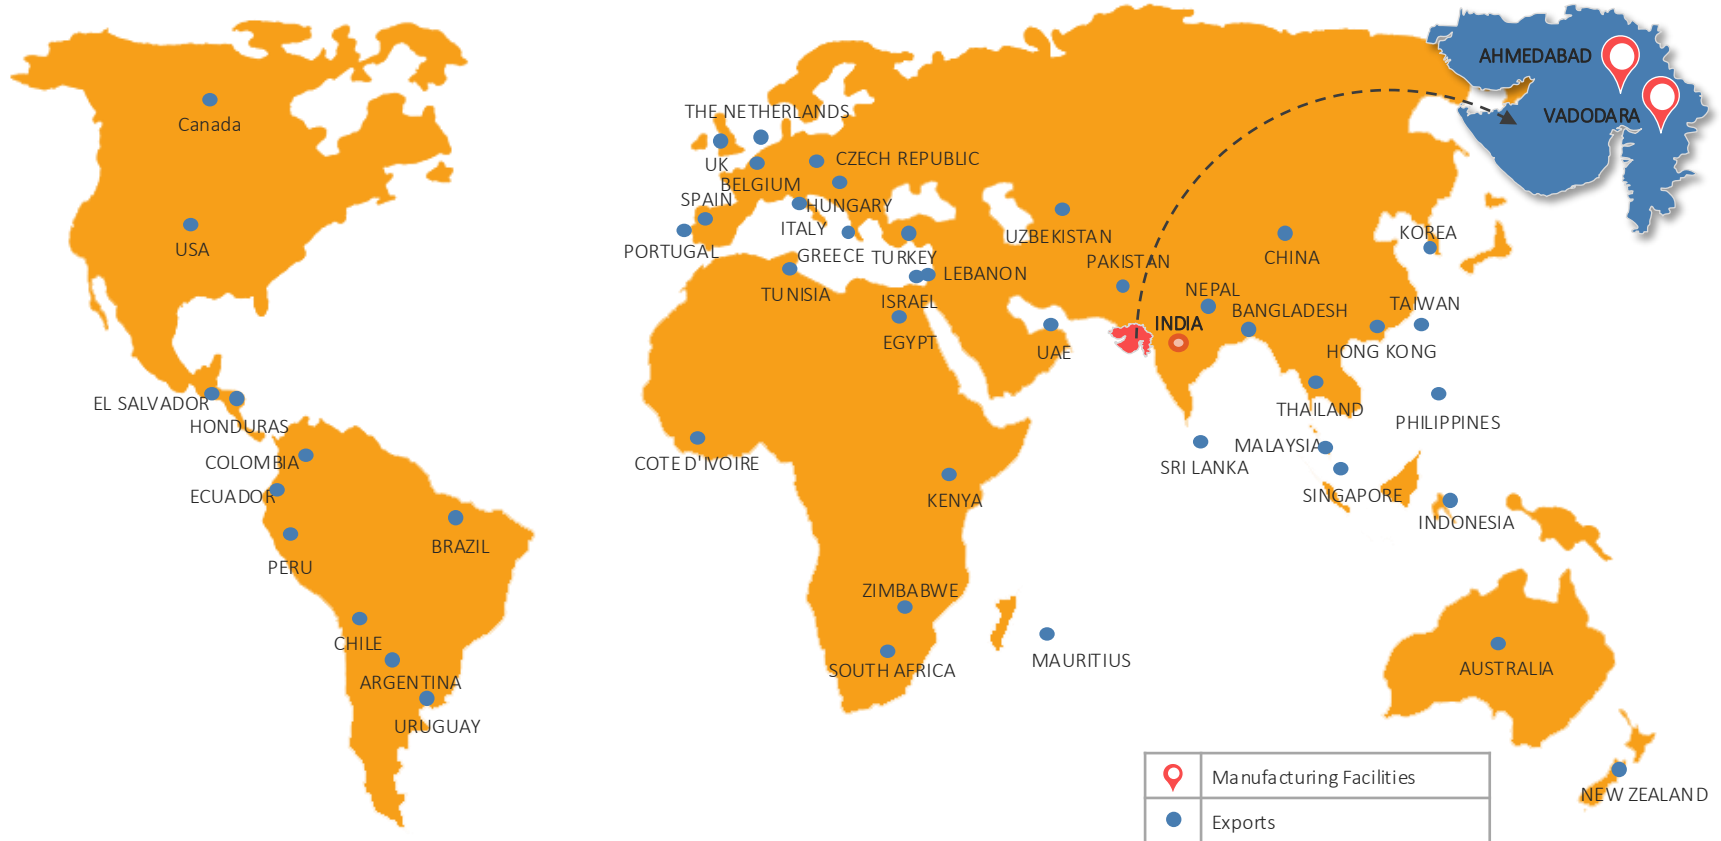 AHMEDABAD
VADODARA
Canada
USA
THE NETHERLANDS
UK
BELGIUM
CZECH REPUBLIC
HUNGARY
SPAIN
PORTUGAL
ITALY
GREECE
TURKEY
TUNISIA
LEBANON
ISRAEL
EGYPT
UZBEKISTAN
PAKISTAN
UAE
NEPAL
INDIA
BANGLADESH
CHINA
KOREA
TAIWAN
HONG KONG
THAILAND
PHILIPPINES
SRI LANKA
MALAYSIA
SINGAPORE
INDONESIA
EL SALVADOR
HONDURAS
COLOMBIA
ECUADOR
PERU
BRAZIL
CHILE
ARGENTINA
URUGUAY
COTE D'IVOIRE
KENYA
ZIMBABWE
SOUTH AFRICA
MAURITIUS
AUSTRALIA
NEW ZEALAND
Manufacturing Facilities
Exports